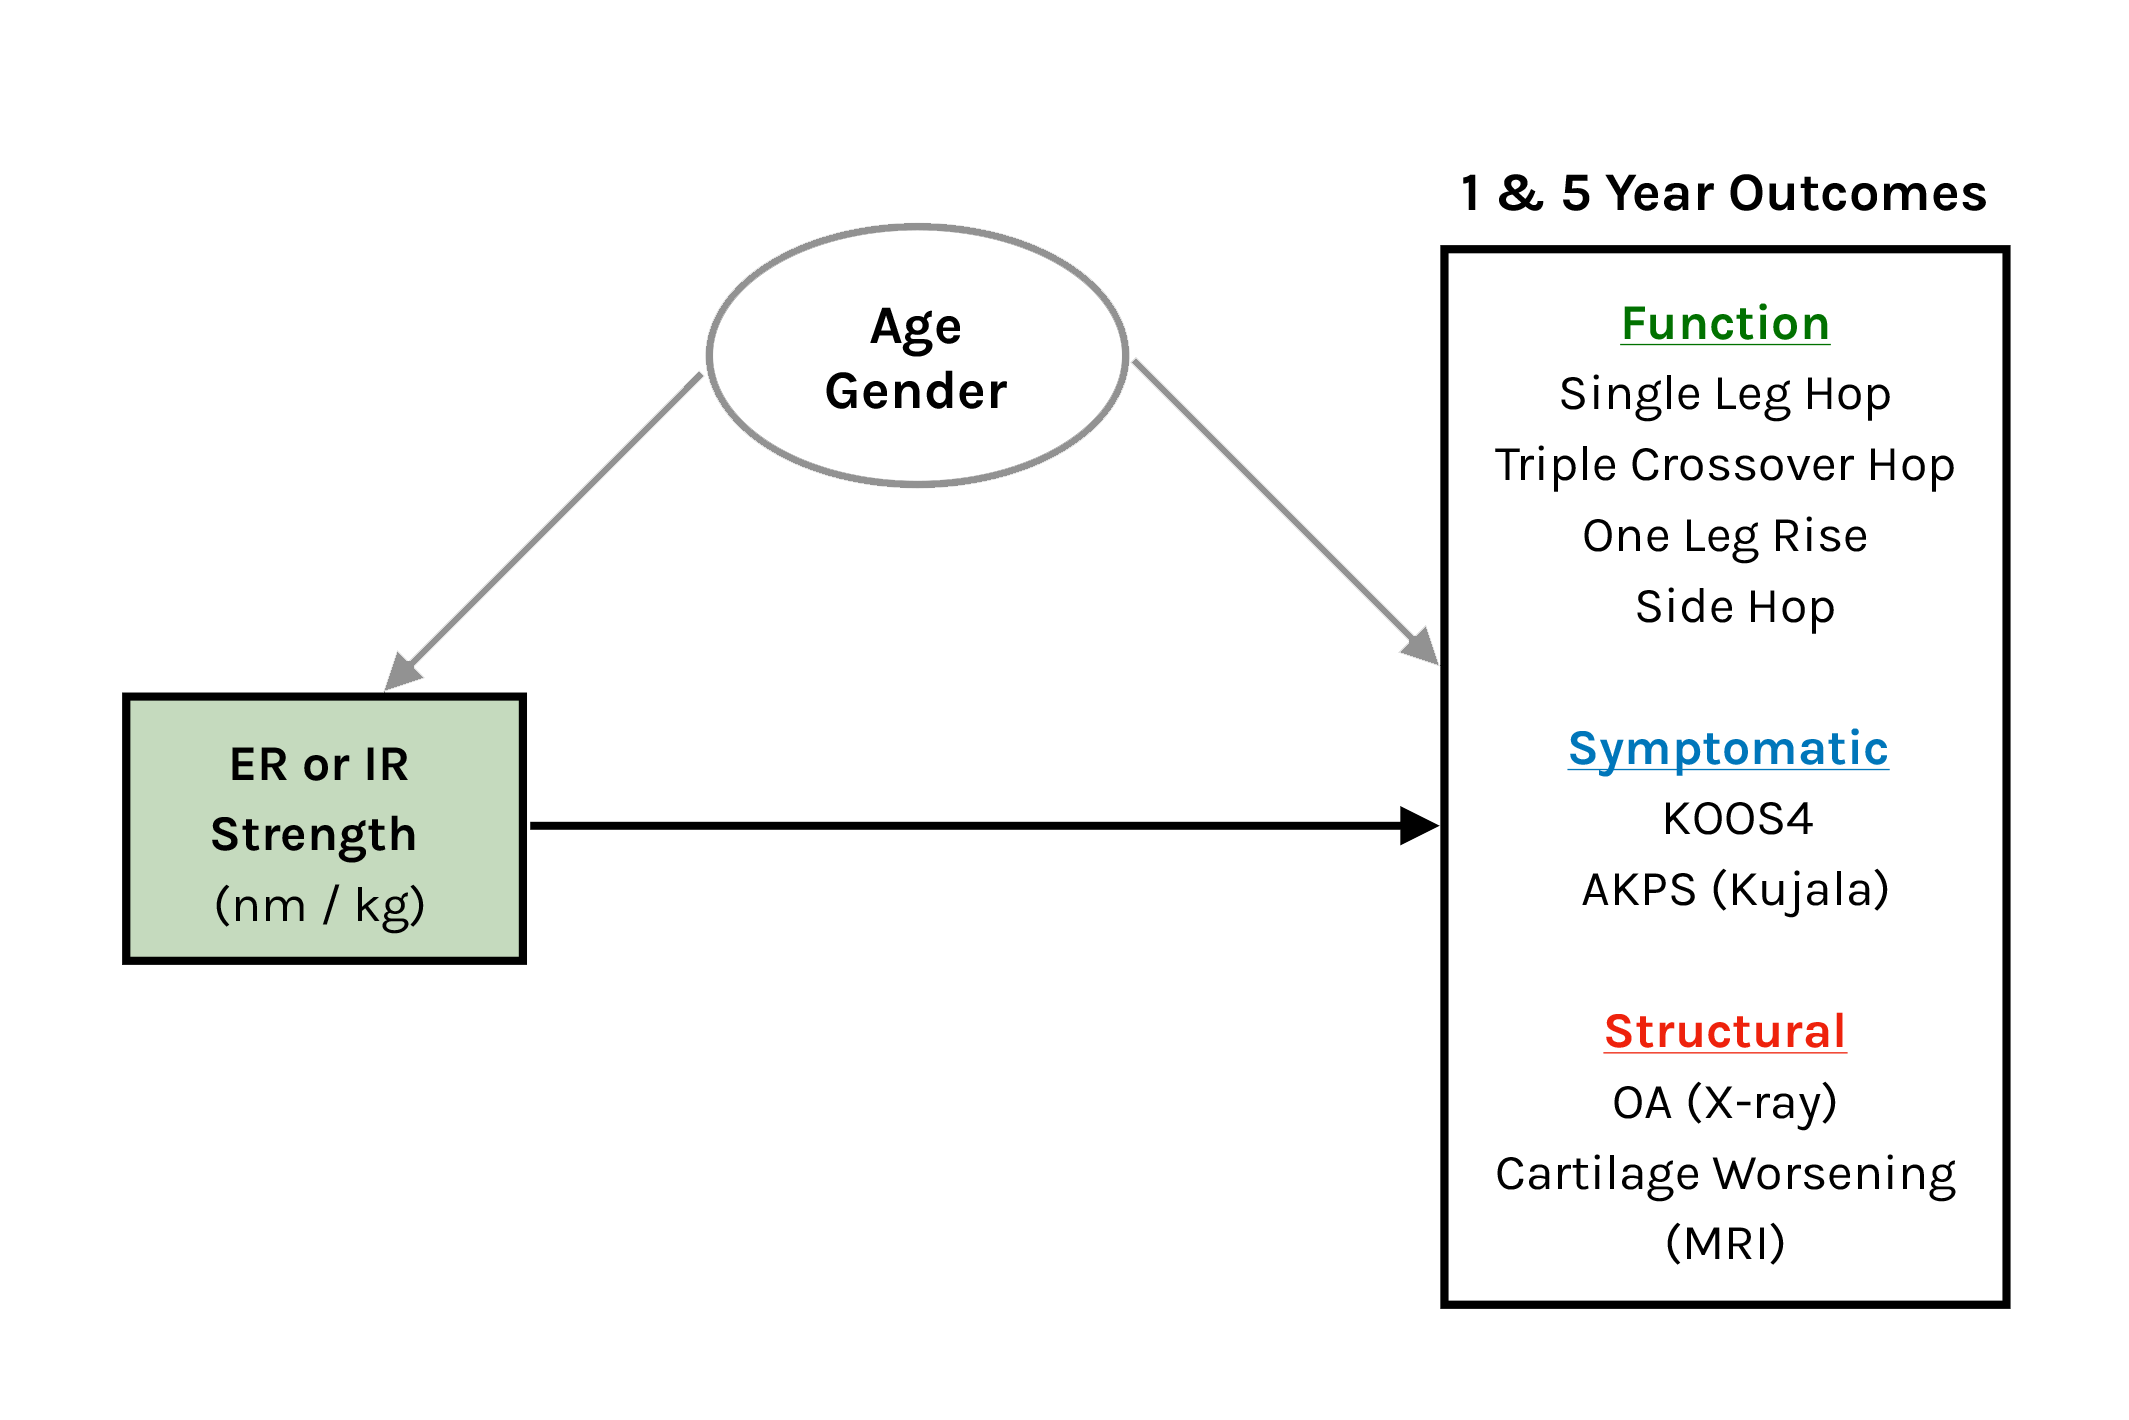 1 & 5 Year Outcomes
Age
Gender
Function
Single Leg Hop
Triple Crossover Hop
One Leg Rise
Side Hop
ER or IR
Strength
(nm / kg)
Symptomatic
KOOS4
AKPS (Kujala)
Structural
OA (X-ray)
Cartilage Worsening
(MRI)